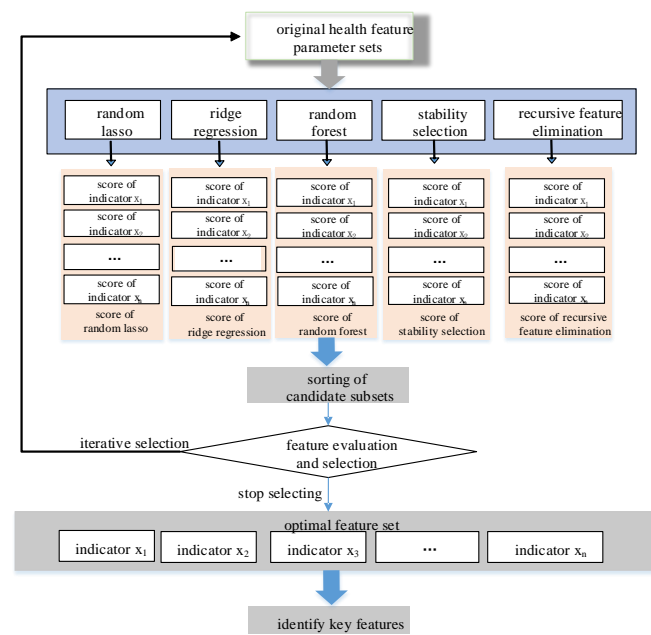 original health feature
parameter sets
random
lasso
ridge
regression
random
forest
stability
selection
recursive feature
elimination
score of
indicator x₁
score of
indicator x₂
...
score of
indicator xₙ
score of
random lasso
score of
indicator x₁
score of
indicator x₂
...
score of
indicator xₙ
score of
ridge regression
score of
indicator x₁
score of
indicator x₂
...
score of
indicator xₙ
score of
random forest
score of
indicator x₁
score of
indicator x₂
...
score of
indicator xₙ
score of
stability selection
score of
indicator x₁
score of
indicator x₂
...
score of
indicator xₙ
score of recursive
feature elimination
sorting of
candidate subsets
iterative selection
feature evaluation
and selection
stop selecting
optimal feature set
indicator x₁
indicator x₂
indicator x₃
...
indicator xₙ
identify key features